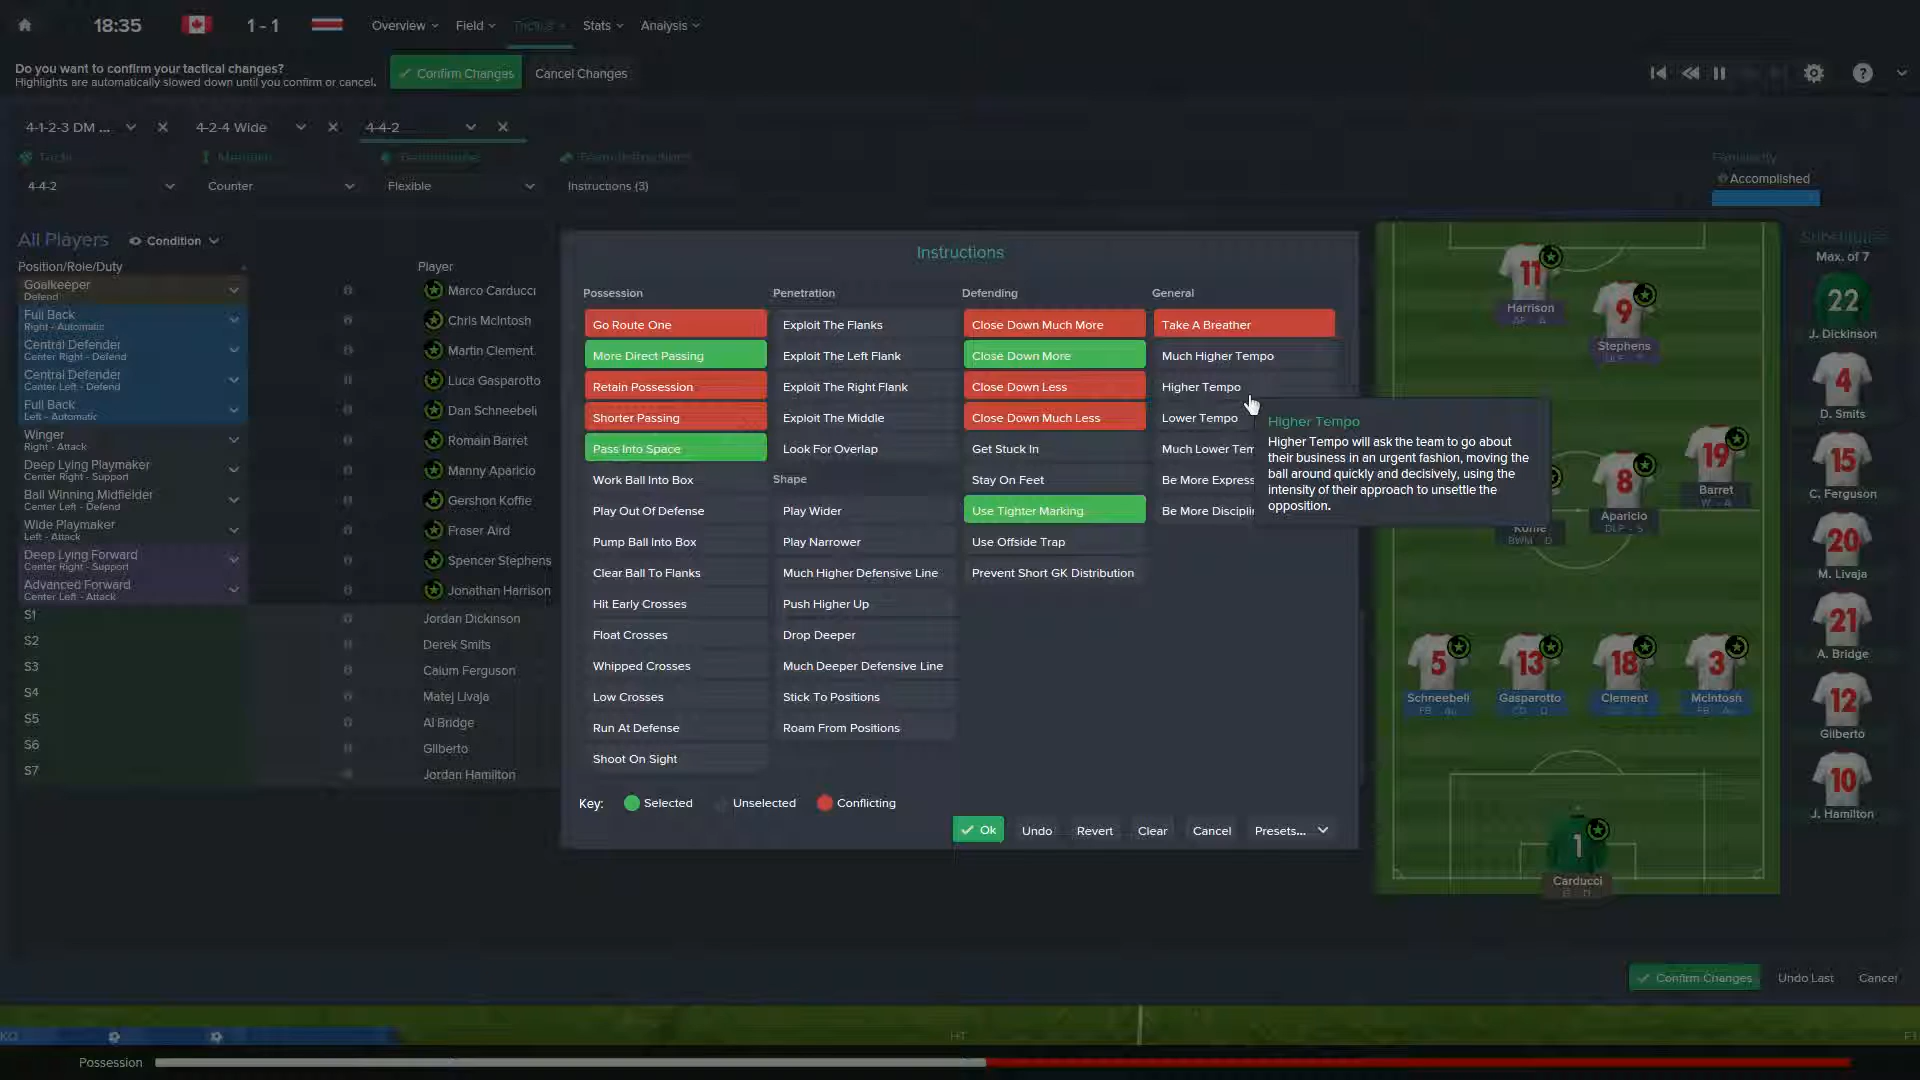 18:35
1 - 1
Overview
Field
Tactics
Stats
Analysis
Do you want to confirm your tactical changes?
Highlights are automatically slowed down until you confirm or cancel.
Confirm Changes
Cancel Changes
4-1-2-3 DM ...
4-2-4 Wide
4-4-2
Team Instructions
4-4-2
Counter
Flexible
Instructions (3)
Accomplished
All Players
Condition
Position/Role/Duty
Player
Goalkeeper
Defend
Marco Carducci
Full Back
Right - Automatic
Chris McIntosh
Central Defender
Center Right - Defend
Martin Clement
Central Defender
Center Left - Defend
Luca Gasparotto
Full Back
Left - Automatic
Dan Schneebeli
Winger
Right - Attack
Romain Barret
Deep Lying Playmaker
Center Right - Support
Manny Aparicio
Ball Winning Midfielder
Center Left - Defend
Gershon Koffie
Wide Playmaker
Left - Attack
Fraser Aird
Deep Lying Forward
Center Right - Support
Spencer Stephens
Advanced Forward
Center Left - Attack
Jonathan Harrison
S1
Jordan Dickinson
S2
Derek Smits
S3
Calum Ferguson
S4
Matej Livaja
S5
Al Bridge
S6
Gilberto
S7
Jordan Hamilton
Instructions
Possession
Go Route One
More Direct Passing
Retain Possession
Shorter Passing
Pass Into Space
Work Ball Into Box
Play Out Of Defense
Pump Ball Into Box
Clear Ball To Flanks
Hit Early Crosses
Float Crosses
Whipped Crosses
Low Crosses
Run At Defense
Shoot On Sight
Penetration
Exploit The Flanks
Exploit The Left Flank
Exploit The Right Flank
Exploit The Middle
Look For Overlap
Shape
Play Wider
Play Narrower
Much Higher Defensive Line
Push Higher Up
Drop Deeper
Much Deeper Defensive Line
Stick To Positions
Roam From Positions
Defending
Close Down Much More
Close Down More
Close Down Less
Close Down Much Less
Get Stuck In
Stay On Feet
Use Tighter Marking
Use Offside Trap
Prevent Short GK Distribution
General
Take A Breather
Much Higher Tempo
Higher Tempo
Lower Tempo
Much Lower Tem
Be More Express
Be More Disciplin
Higher Tempo
Higher Tempo will ask the team to go about
their business in an urgent fashion, moving the
ball around quickly and decisively, using the
intensity of their approach to unsettle the
opposition.
Key:
Selected
Unselected
Conflicting
Ok
Undo
Revert
Clear
Cancel
Presets...
11
Harrison
9
Stephens
19
Barret
W - A
8
Aparicio
DLP - S
BWM - D
5
Schneebeli
13
Gasparotto
18
Clement
3
McIntosh
1
Carducci
Substitutes
Max. of 7
22
J. Dickinson
4
D. Smits
15
C. Ferguson
20
M. Livaja
21
A. Bridge
12
Gilberto
10
J. Hamilton
Confirm Changes
Undo Last
Cancel
KO
HT
FT
Possession